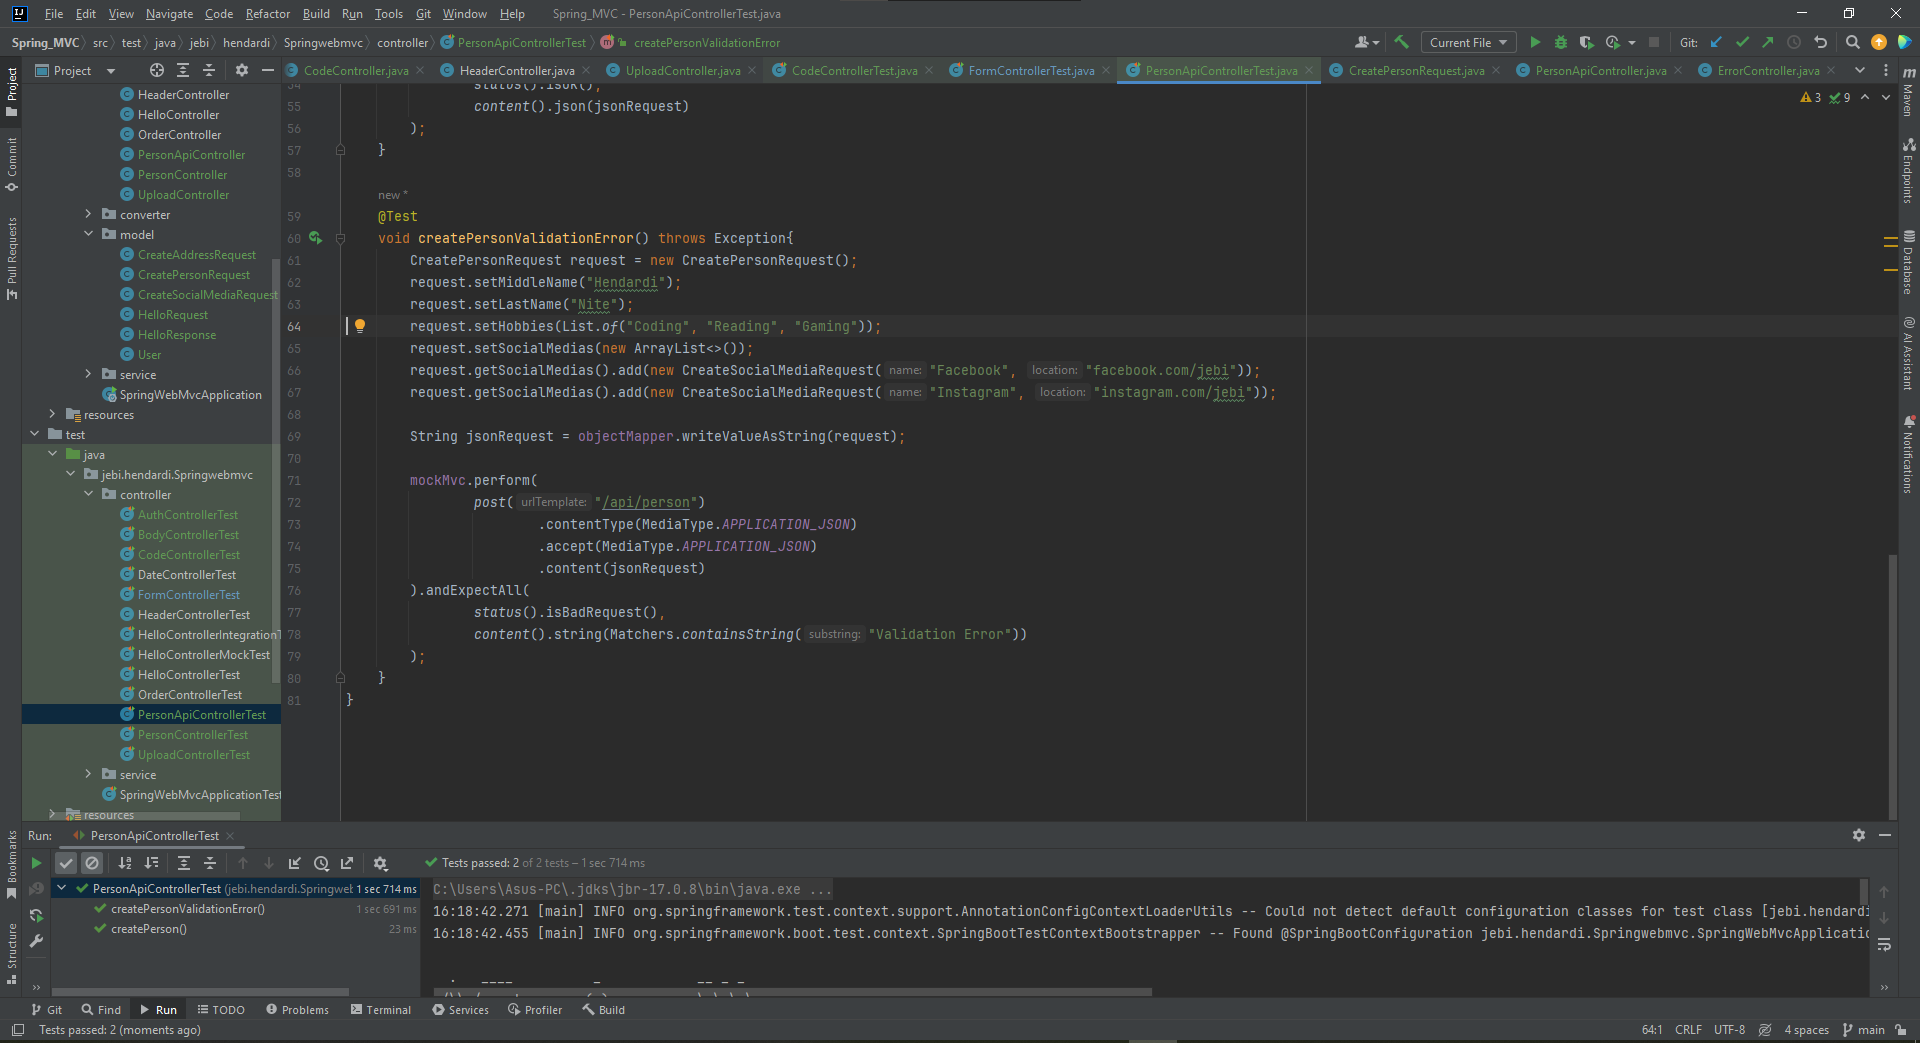 File Edit View Navigate Code Refactor Build Run Tools Git Window Help Spring_MVC - PersonApiControllerTest.java
Spring_MVC src test java jebi hendardi Springwebmvc controller PersonApiControllerTest createPersonValidationError Current File Git:
Project CodeController.java HeaderController.java UploadController.java CodeControllerTest.java FormControllerTest.java PersonApiControllerTest.java CreatePersonRequest.java PersonApiController.java ErrorController.java
Project
Commit
Pull Requests
Bookmarks
Structure
HeaderController
HelloController
OrderController
PersonApiController
PersonController
UploadController
converter
model
CreateAddressRequest
CreatePersonRequest
CreateSocialMediaRequest
HelloRequest
HelloResponse
User
service
SpringWebMvcApplication
resources
test
java
jebi.hendardi.Springwebmvc
controller
AuthControllerTest
BodyControllerTest
CodeControllerTest
DateControllerTest
FormControllerTest
HeaderControllerTest
HelloControllerIntegrationT
HelloControllerMockTest
HelloControllerTest
OrderControllerTest
PersonApiControllerTest
PersonControllerTest
UploadControllerTest
service
SpringWebMvcApplicationTest
resources
3 9
54 status().isOk(),
55 content().json(jsonRequest)
56 );
57 }
58
new *
59 @Test
60 void createPersonValidationError() throws Exception{
61 CreatePersonRequest request = new CreatePersonRequest();
62 request.setMiddleName("Hendardi");
63 request.setLastName("Nite");
64 request.setHobbies(List.of("Coding", "Reading", "Gaming"));
65 request.setSocialMedias(new ArrayList<>());
66 request.getSocialMedias().add(new CreateSocialMediaRequest( name: "Facebook", location: "facebook.com/jebi"));
67 request.getSocialMedias().add(new CreateSocialMediaRequest( name: "Instagram", location: "instagram.com/jebi"));
68
69 String jsonRequest = objectMapper.writeValueAsString(request);
70
71 mockMvc.perform(
72 post( urlTemplate: "/api/person")
73 .contentType(MediaType.APPLICATION_JSON)
74 .accept(MediaType.APPLICATION_JSON)
75 .content(jsonRequest)
76 ).andExpectAll(
77 status().isBadRequest(),
78 content().string(Matchers.containsString( substring: "Validation Error"))
79 );
80 }
81 }
Maven
Endpoints
Database
AI Assistant
Notifications
Run: PersonApiControllerTest
Tests passed: 2 of 2 tests – 1 sec 714 ms
PersonApiControllerTest (jebi.hendardi.Springwel 1 sec 714 ms
createPersonValidationError() 1 sec 691 ms
createPerson() 23 ms
C:\Users\Asus-PC\.jdks\jbr-17.0.8\bin\java.exe ...
16:18:42.271 [main] INFO org.springframework.test.context.support.AnnotationConfigContextLoaderUtils -- Could not detect default configuration classes for test class [jebi.hendardi
16:18:42.455 [main] INFO org.springframework.boot.test.context.SpringBootTestContextBootstrapper -- Found @SpringBootConfiguration jebi.hendardi.Springwebmvc.SpringWebMvcApplicatio
Git Find Run TODO Problems Terminal Services Profiler Build
Tests passed: 2 (moments ago) 64:1 CRLF UTF-8 4 spaces main